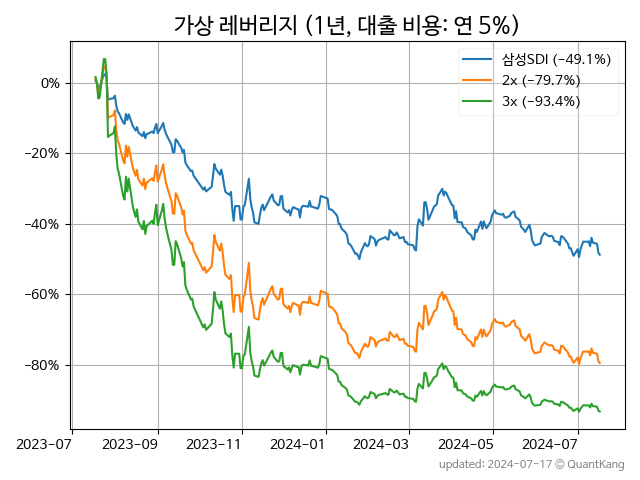 가상 레버리지 (1년, 대출 비용: 연 5%)
삼성SDI (−49.1%)
2x (−79.7%)
3x (−93.4%)
0%
−20%
−40%
−60%
−80%
2023-07 2023-09 2023-11 2024-01 2024-03 2024-05 2024-07
updated: 2024-07-17 © QuantKang